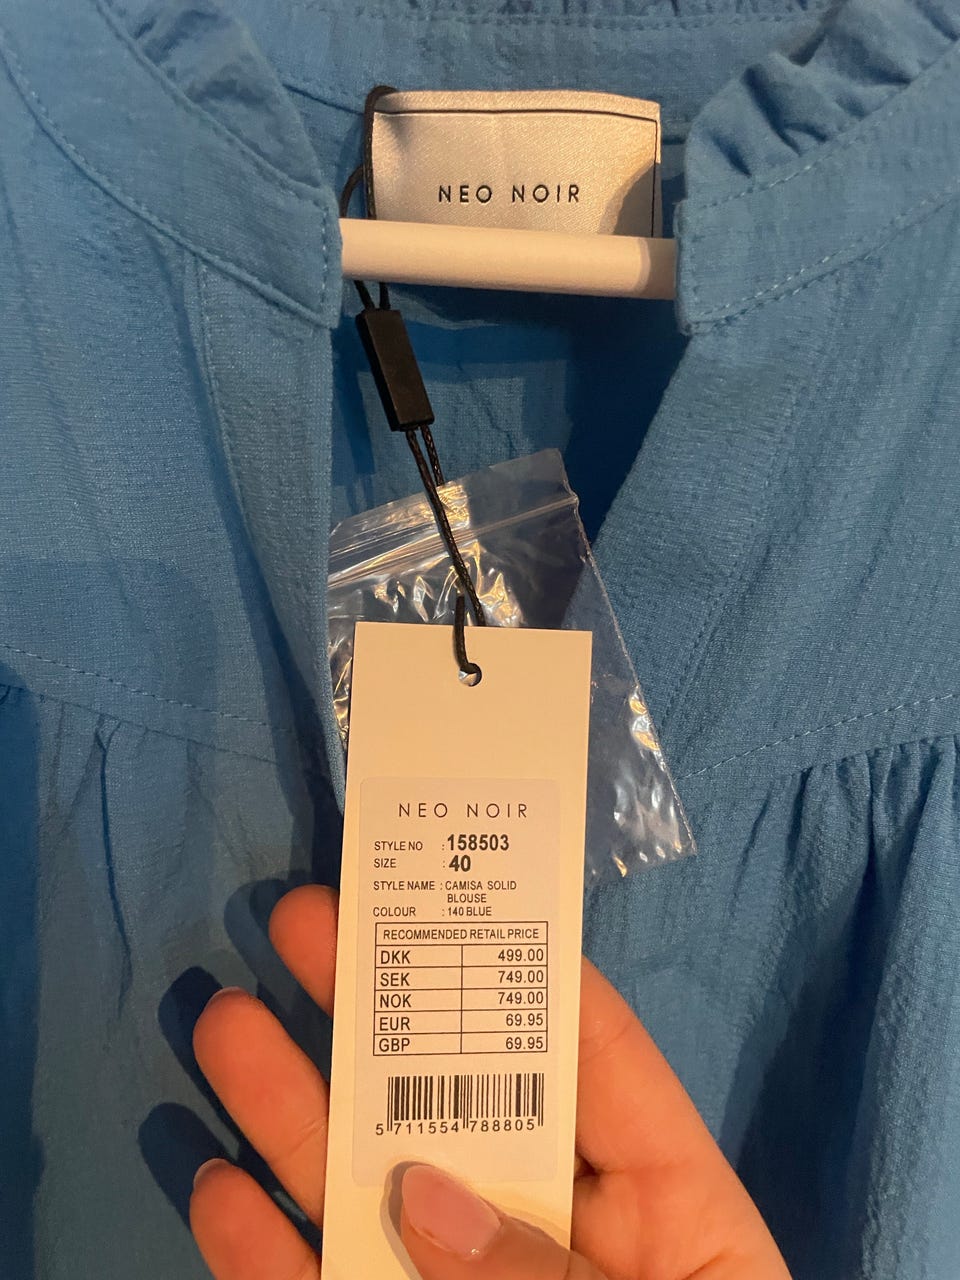 NEO NOIR
NEO NOIR
STYLE NO : 158503
SIZE : 40
STYLE NAME : CAMISA SOLID
BLOUSE
COLOUR : 140 BLUE
RECOMMENDED RETAIL PRICE
DKK 499.00
SEK 749.00
NOK 749.00
EUR 69.95
GBP 69.95
5 711554 788805